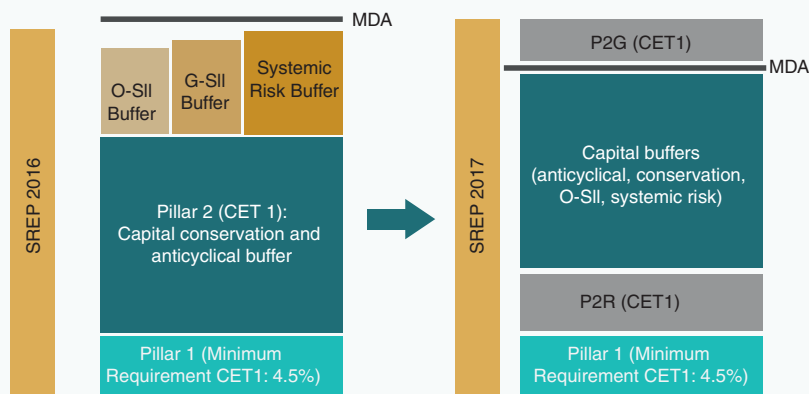 MDA
SREP 2016
O-SII
Buffer
G-SII
Buffer
Systemic
Risk Buffer
Pillar 2 (CET 1):
Capital conservation and
anticyclical buffer
Pillar 1 (Minimum
Requirement CET1: 4.5%)
SREP 2017
P2G (CET1)
MDA
Capital buffers
(anticyclical, conservation,
O-SII, systemic risk)
P2R (CET1)
Pillar 1 (Minimum
Requirement CET1: 4.5%)